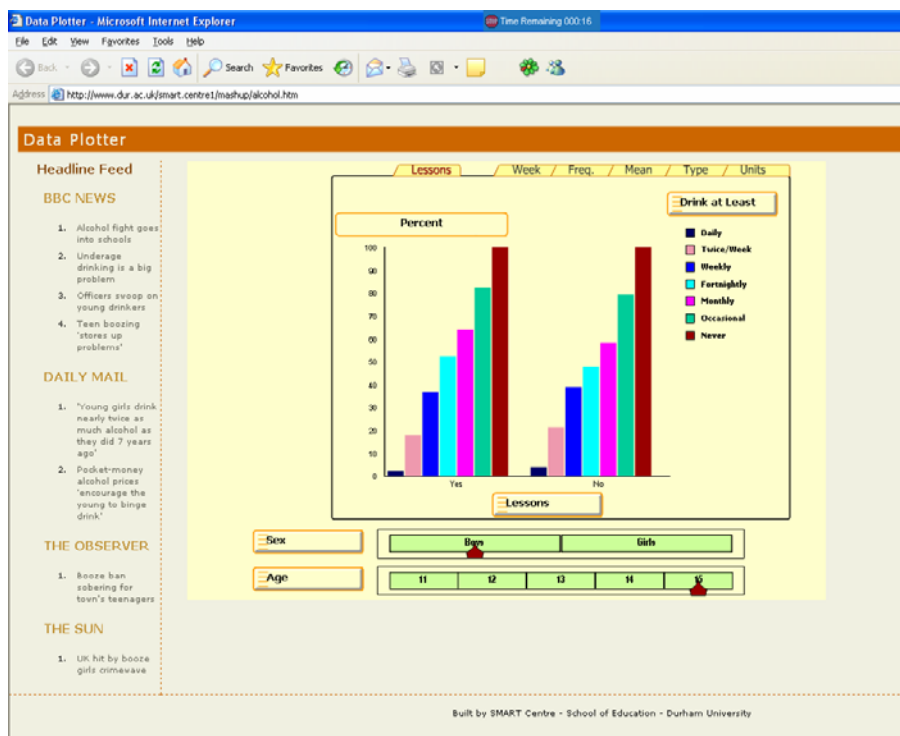 Data Plotter - Microsoft Internet Explorer
STOP Time Remaining 000:16
File Edit View Favorites Tools Help
Back Search Favorites
Address http://www.dur.ac.uk/smart.centre1/mashup/alcohol.htm
Data Plotter
Headline Feed
BBC NEWS
1. Alcohol fight goes
into schools
2. Underage
drinking is a big
problem
3. Officers swoop on
young drinkers
4. Teen boozing
'stores up
problems'
DAILY MAIL
1. 'Young girls drink
nearly twice as
much alcohol as
they did 7 years
ago'
2. Pocket-money
alcohol prices
'encourage the
young to binge
drink'
THE OBSERVER
1. Booze ban
sobering for
town's teenagers
THE SUN
1. UK hit by booze
girls crimewave
Lessons Week Freq. Mean Type Units
Drink at Least
Percent
Daily
Twice/Week
Weekly
Fortnightly
Monthly
Occasional
Never
100
90
80
70
60
50
40
30
20
10
0
Yes No
Lessons
Sex Boys Girls
Age 11 12 13 14 15
Built by SMART Centre - School of Education - Durham University